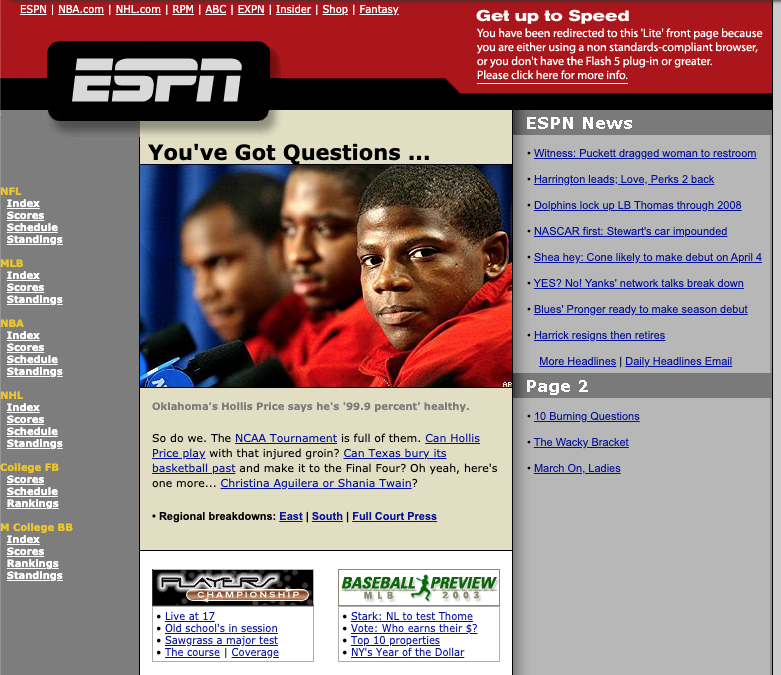 ESPN | NBA.com | NHL.com | RPM | ABC | EXPN | Insider | Shop | Fantasy
Get up to Speed
You have been redirected to this 'Lite' front page because
you are either using a non standards-compliant browser,
or you don't have the Flash 5 plug-in or greater.
Please click here for more info.
ESPN
NFL
Index
Scores
Schedule
Standings
MLB
Index
Scores
Standings
NBA
Index
Scores
Schedule
Standings
NHL
Index
Scores
Schedule
Standings
College FB
Scores
Schedule
Rankings
M College BB
Index
Scores
Rankings
Standings
You've Got Questions ...
AP
Oklahoma's Hollis Price says he's '99.9 percent' healthy.
So do we. The NCAA Tournament is full of them. Can Hollis
Price play with that injured groin? Can Texas bury its
basketball past and make it to the Final Four? Oh yeah, here's
one more... Christina Aguilera or Shania Twain?
• Regional breakdowns: East | South | Full Court Press
PLAYERS
CHAMPIONSHIP
• Live at 17
• Old school's in session
• Sawgrass a major test
• The course | Coverage
BASEBALL PREVIEW
MLB 2003
• Stark: NL to test Thome
• Vote: Who earns their $?
• Top 10 properties
• NY's Year of the Dollar
ESPN News
• Witness: Puckett dragged woman to restroom
• Harrington leads; Love, Perks 2 back
• Dolphins lock up LB Thomas through 2008
• NASCAR first: Stewart's car impounded
• Shea hey: Cone likely to make debut on April 4
• YES? No! Yanks' network talks break down
• Blues' Pronger ready to make season debut
• Harrick resigns then retires
More Headlines | Daily Headlines Email
Page 2
• 10 Burning Questions
• The Wacky Bracket
• March On, Ladies